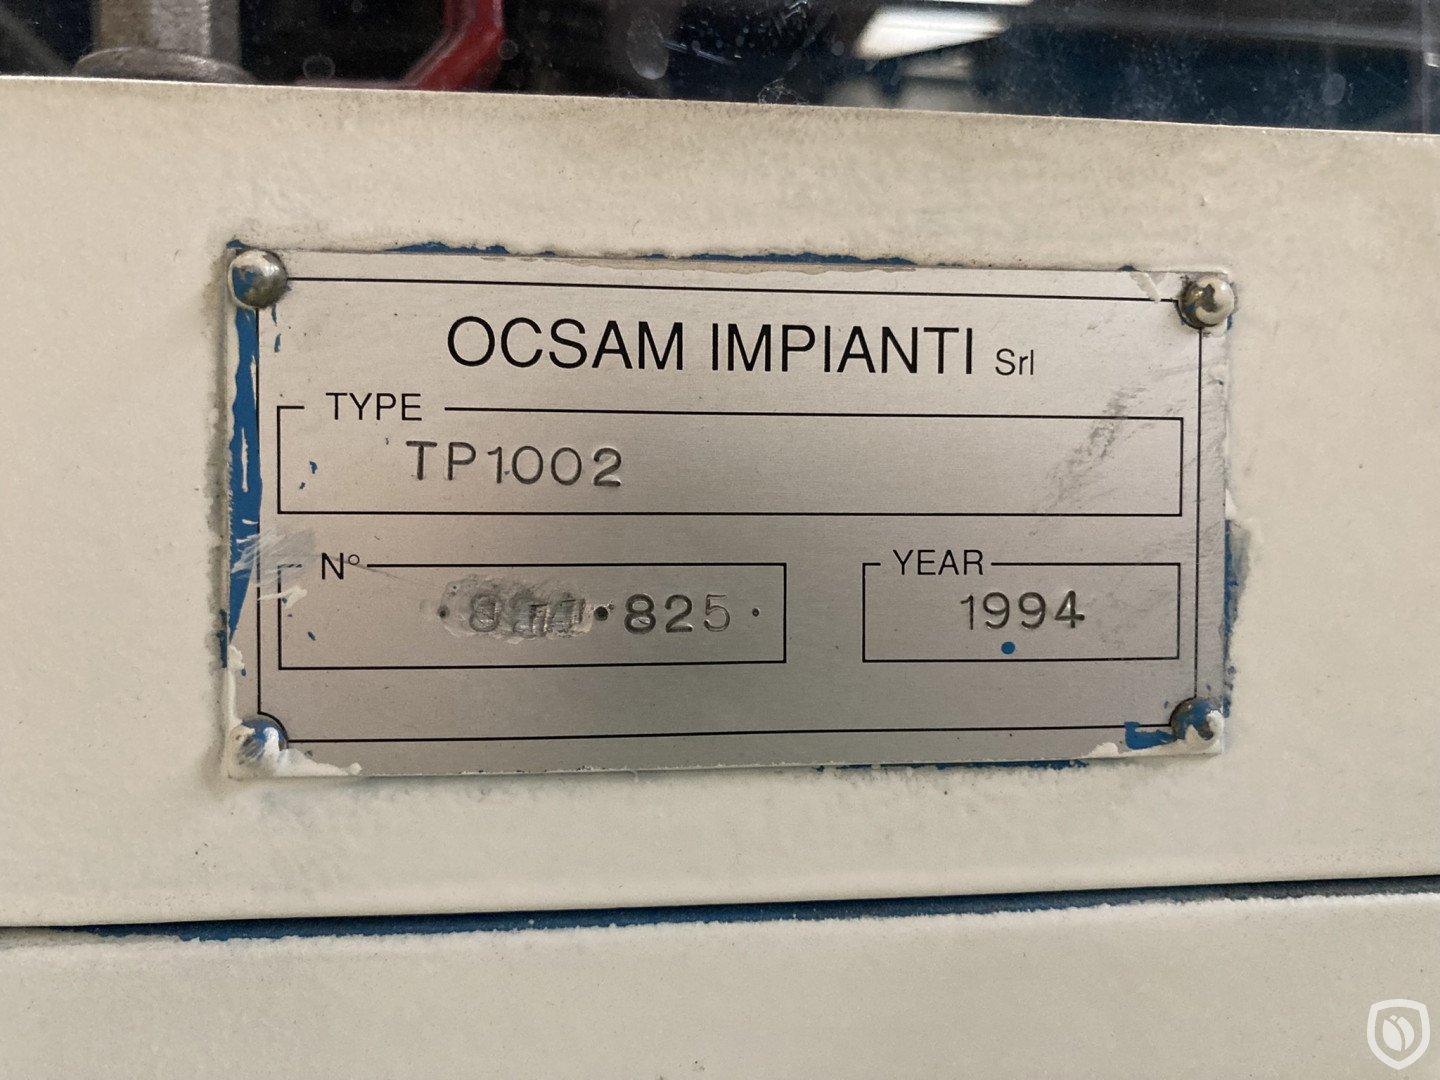 OCSAM IMPIANTI Srl
TYPE
TP1002
N°
825
YEAR
1994